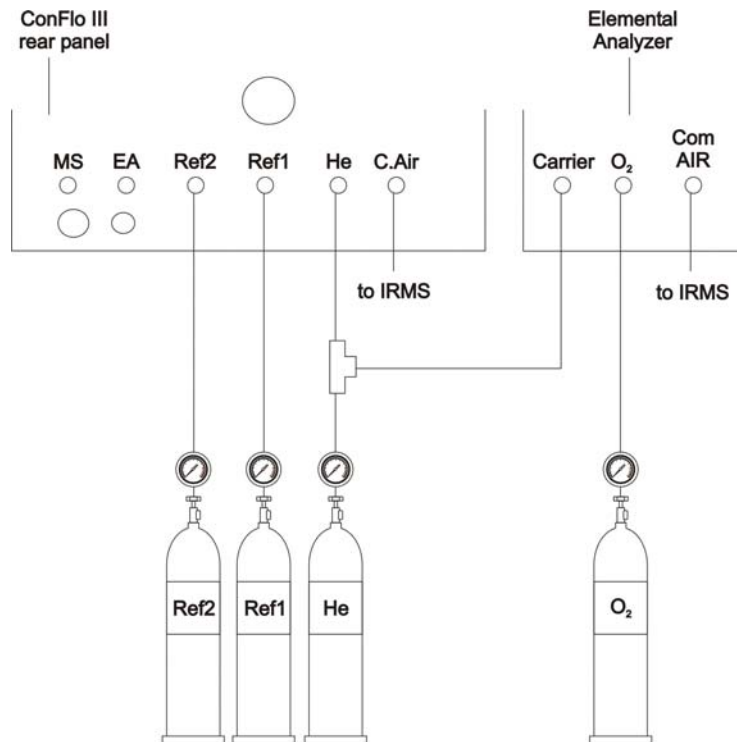 ConFlo III
rear panel
Elemental
Analyzer
MS EA Ref2 Ref1 He C.Air
Carrier O₂ Com
AIR
to IRMS
to IRMS
Ref2 Ref1 He O₂